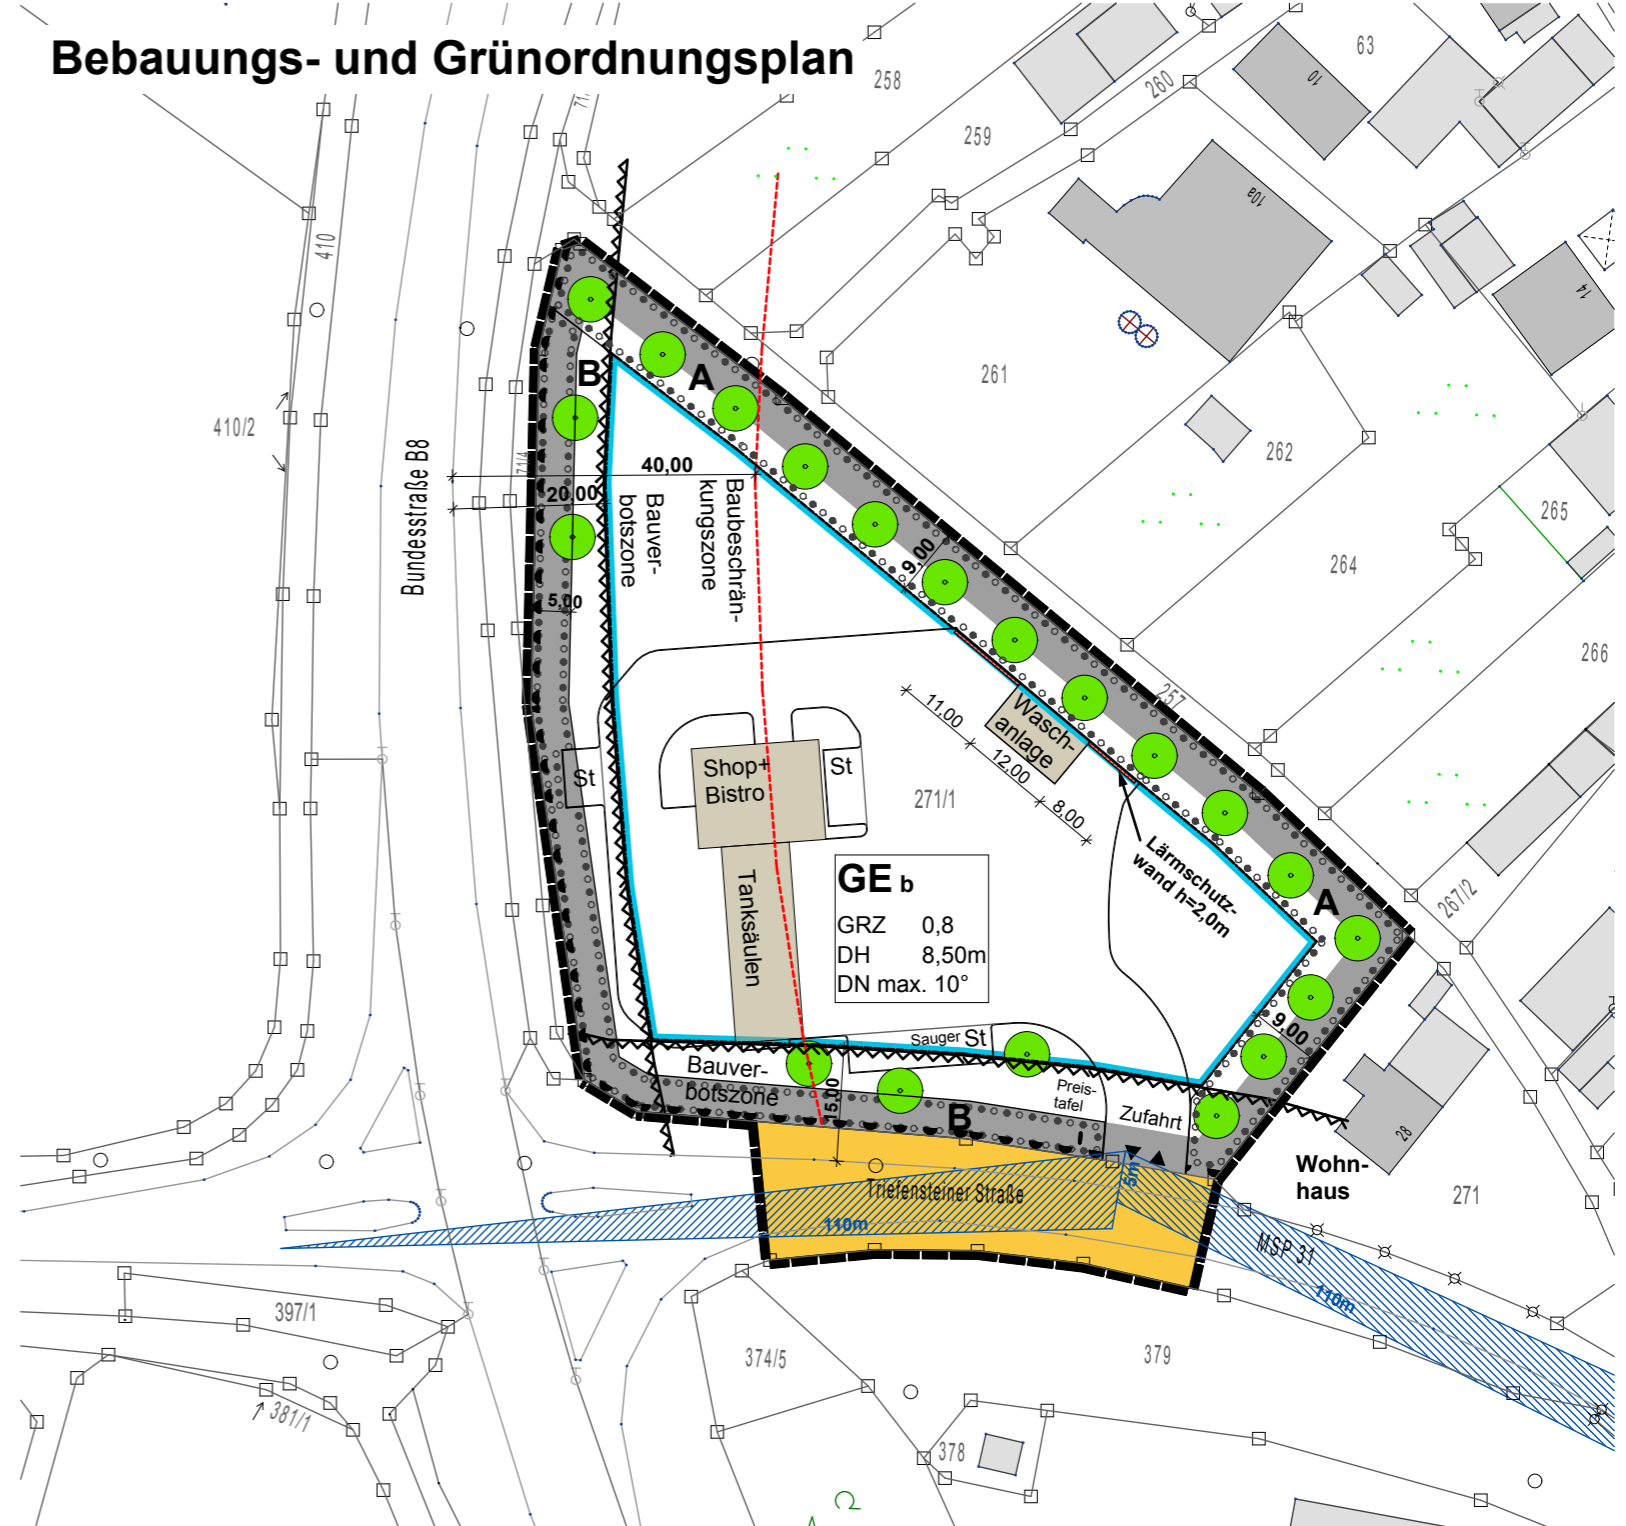 Bebauungs- und Grünordnungsplan
258
63
10
260
259
10a
410
14
261
410/2
B
A
262
Bundesstraße B8
71/4
40,00
20,00
Bauver-
botszone
Baubeschrän-
kungszone
265
9,00
264
5,00
266
257
11,00
12,00
8,00
Wasch-
anlage
St
Shop+
Bistro
St
271/1
Lärmschutz-
wand h=2,0m
Tanksäulen
GE b
GRZ 0,8
DH 8,50m
DN max. 10°
A
267/2
9,00
Sauger St
Bauver-
botszone
15,00
B
Preis-
tafel
Zufahrt
28
Wohn-
haus
271
5m
Triefensteiner Straße
110m
MSP 31
110m
397/1
381/1
374/5
379
378